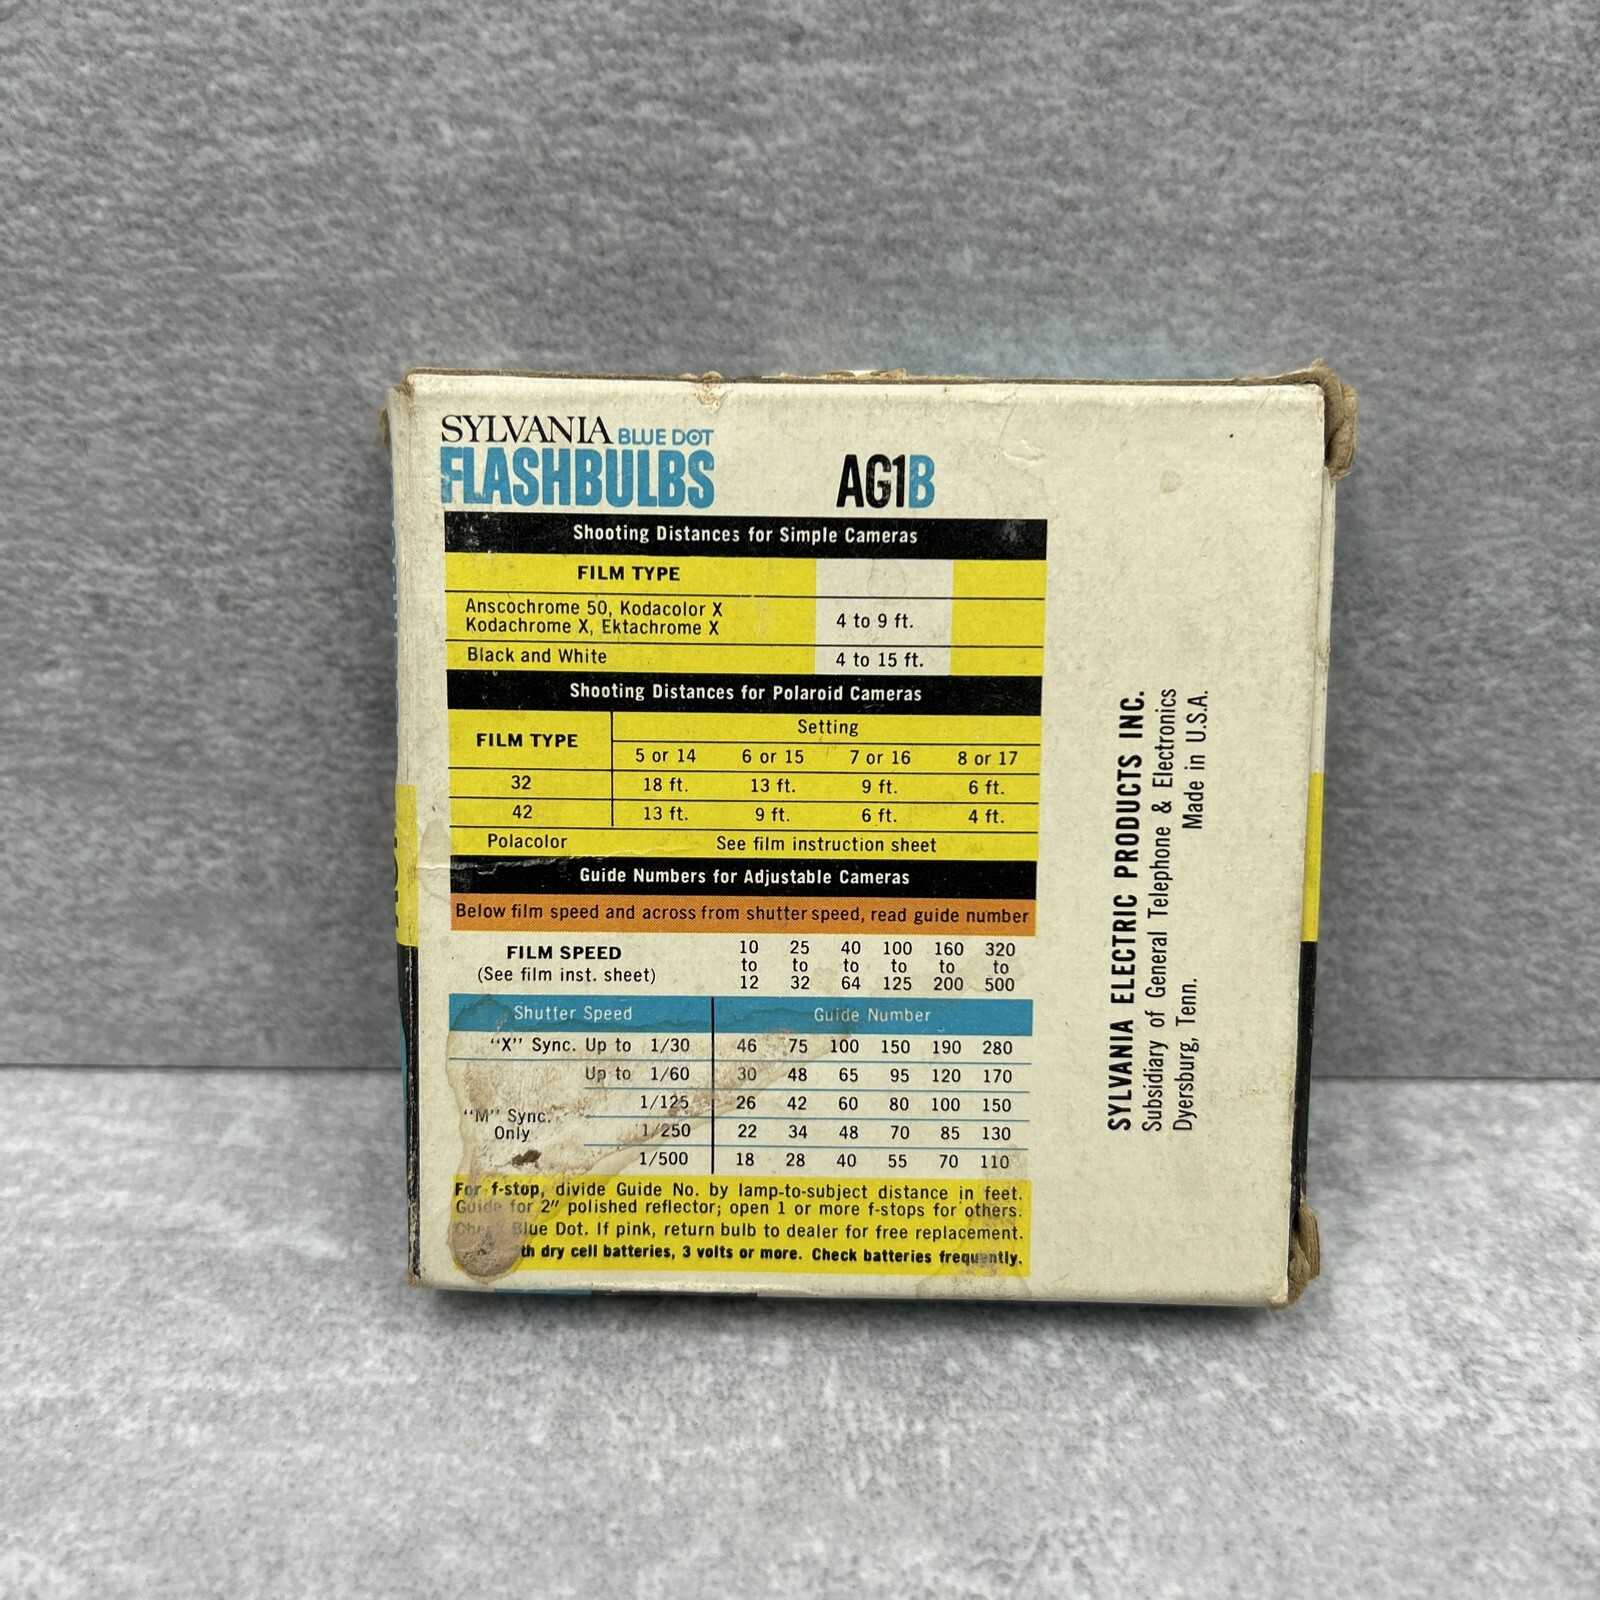 SYLVANIA BLUE DOT
FLASHBULBS AG1B
Shooting Distances for Simple Cameras
FILM TYPE
Anscochrome 50, Kodacolor X
Kodachrome X, Ektachrome X
4 to 9 ft.
Black and White 4 to 15 ft.
Shooting Distances for Polaroid Cameras
FILM TYPE
Setting
5 or 14 6 or 15 7 or 16 8 or 17
32 18 ft. 13 ft. 9 ft. 6 ft.
42 13 ft. 9 ft. 6 ft. 4 ft.
Polacolor See film instruction sheet
Guide Numbers for Adjustable Cameras
Below film speed and across from shutter speed, read guide number
FILM SPEED
(See film inst. sheet)
10 25 40 100 160 320
to to to to to to
12 32 64 125 200 500
Shutter Speed Guide Number
"X" Sync. Up to 1/30 46 75 100 150 190 280
Up to 1/60 30 48 65 95 120 170
"M" Sync.
Only
1/125 26 42 60 80 100 150
1/250 22 34 48 70 85 130
1/500 18 28 40 55 70 110
For f-stop, divide Guide No. by lamp-to-subject distance in feet.
Guide for 2" polished reflector; open 1 or more f-stops for others.
Check Blue Dot. If pink, return bulb to dealer for free replacement.
dry cell batteries, 3 volts or more. Check batteries frequently.
SYLVANIA ELECTRIC PRODUCTS INC.
Subsidiary of General Telephone & Electronics
Dyersburg, Tenn. Made in U.S.A.